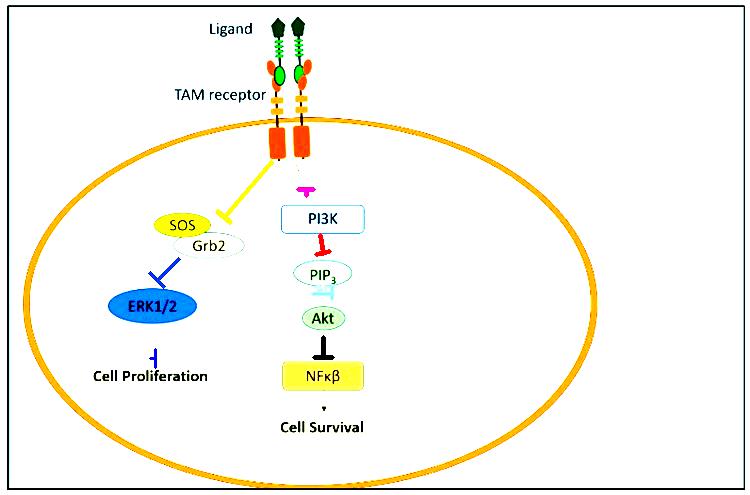 Ligand
TAM receptor
SOS
Grb2
PI3K
PIP3
ERK1/2
Akt
Cell Proliferation
NFκβ
Cell Survival